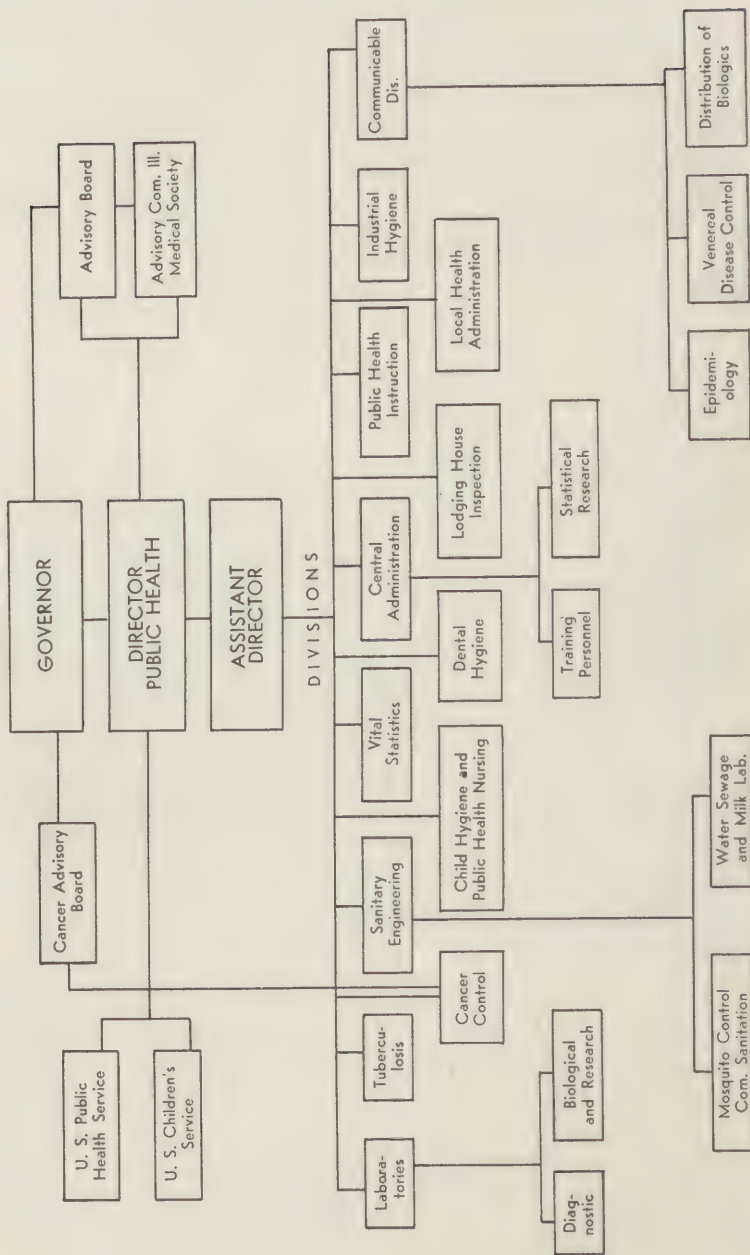 GOVERNOR
DIRECTOR
PUBLIC HEALTH
ASSISTANT
DIRECTOR
Advisory Board
Advisory Com. Ill.
Medical Society
Cancer Advisory
Board
U. S. Public
Health Service
U. S. Children's
Service
DIVISIONS
Labora-
tories
Tubercu-
losis
Sanitary
Engineering
Vital
Statistics
Central
Administration
Public Health
Instruction
Industrial
Hygiene
Communicable
Dis.
Cancer
Control
Child Hygiene and
Public Health Nursing
Dental
Hygiene
Lodging House
Inspection
Local Health
Administration
Diag-
nostic
Biological
and Research
Training
Personnel
Statistical
Research
Mosquito Control
Com. Sanitation
Water Sewage
and Milk Lab.
Epidemi-
ology
Venereal
Disease Control
Distribution of
Biologics